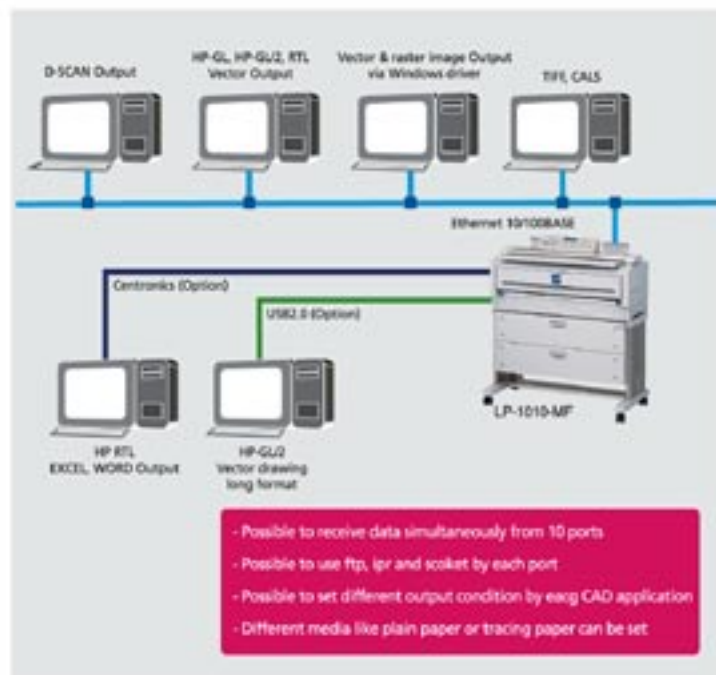 D-SCAN Output
HP-GL, HP-GL/2, RTL
Vector Output
Vector & raster image Output
via Windows driver
TIFF, CALS
Ethernet 10/100BASE
Centronics (Option)
USB2.0 (Option)
LP-1010-MF
HP RTL
EXCEL, WORD Output
HP-GL/2
Vector drawing
long format
- Possible to receive data simultaneously from 10 ports
- Possible to use ftp, ipr and scoket by each port
- Possible to set different output condition by eacg CAD application
- Different media like plain paper or tracing paper can be set